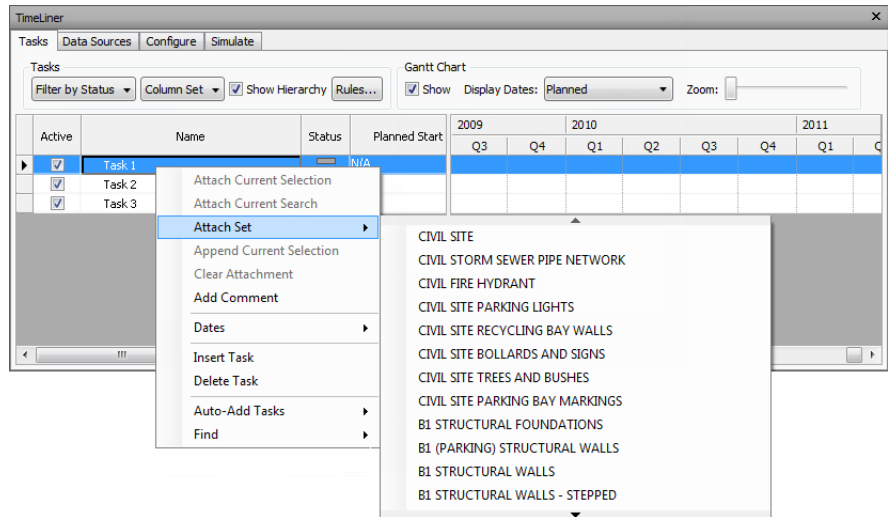 TimeLiner
Tasks Data Sources Configure Simulate
Tasks Gantt Chart
Filter by Status Column Set Show Hierarchy Rules... Show Display Dates: Planned Zoom:
Active Name Status Planned Start 2009 2010 2011
Q3 Q4 Q1 Q2 Q3 Q4 Q1
Task 1 N/A
Task 2
Task 3
Attach Current Selection
Attach Current Search
Attach Set
Append Current Selection
Clear Attachment
Add Comment
Dates
Insert Task
Delete Task
Auto-Add Tasks
Find
CIVIL SITE
CIVIL STORM SEWER PIPE NETWORK
CIVIL FIRE HYDRANT
CIVIL SITE PARKING LIGHTS
CIVIL SITE RECYCLING BAY WALLS
CIVIL SITE BOLLARDS AND SIGNS
CIVIL SITE TREES AND BUSHES
CIVIL SITE PARKING BAY MARKINGS
B1 STRUCTURAL FOUNDATIONS
B1 (PARKING) STRUCTURAL WALLS
B1 STRUCTURAL WALLS
B1 STRUCTURAL WALLS - STEPPED